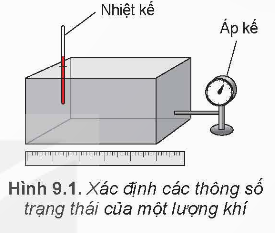 Nhiệt kế
Áp kế
Hình 9.1. Xác định các thông số
trạng thái của một lượng khí